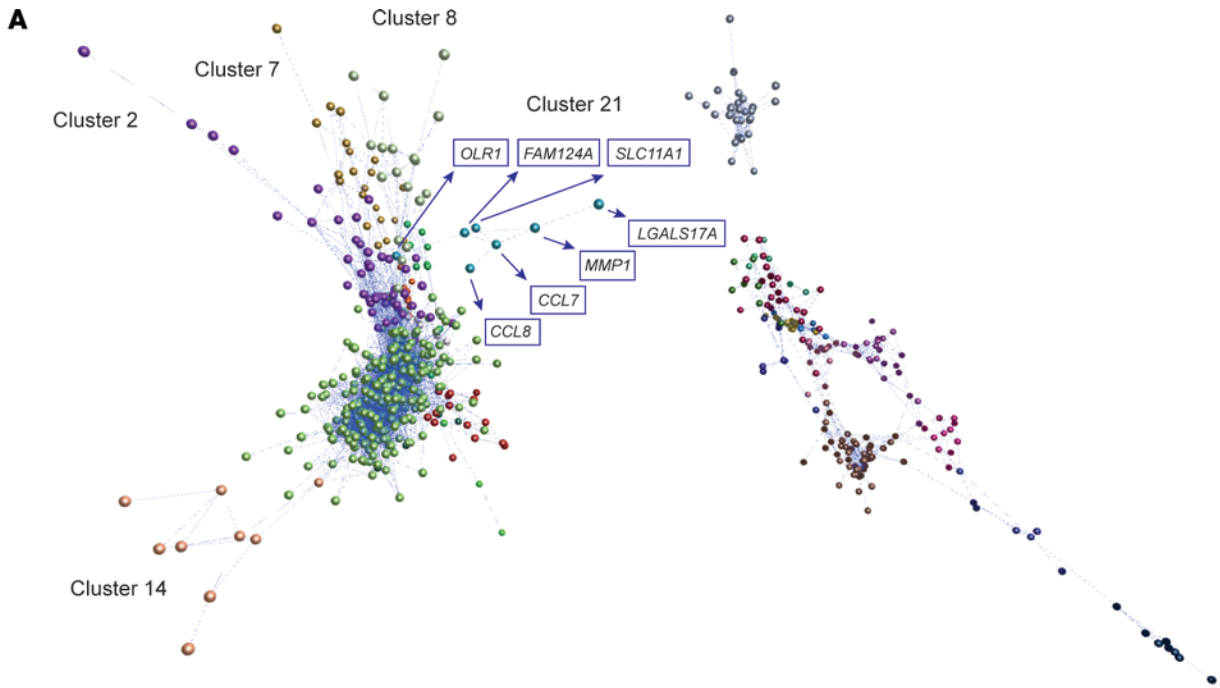 A
Cluster 8
Cluster 7
Cluster 21
Cluster 2
OLR1
FAM124A
SLC11A1
LGALS17A
MMP1
CCL7
CCL8
Cluster 14